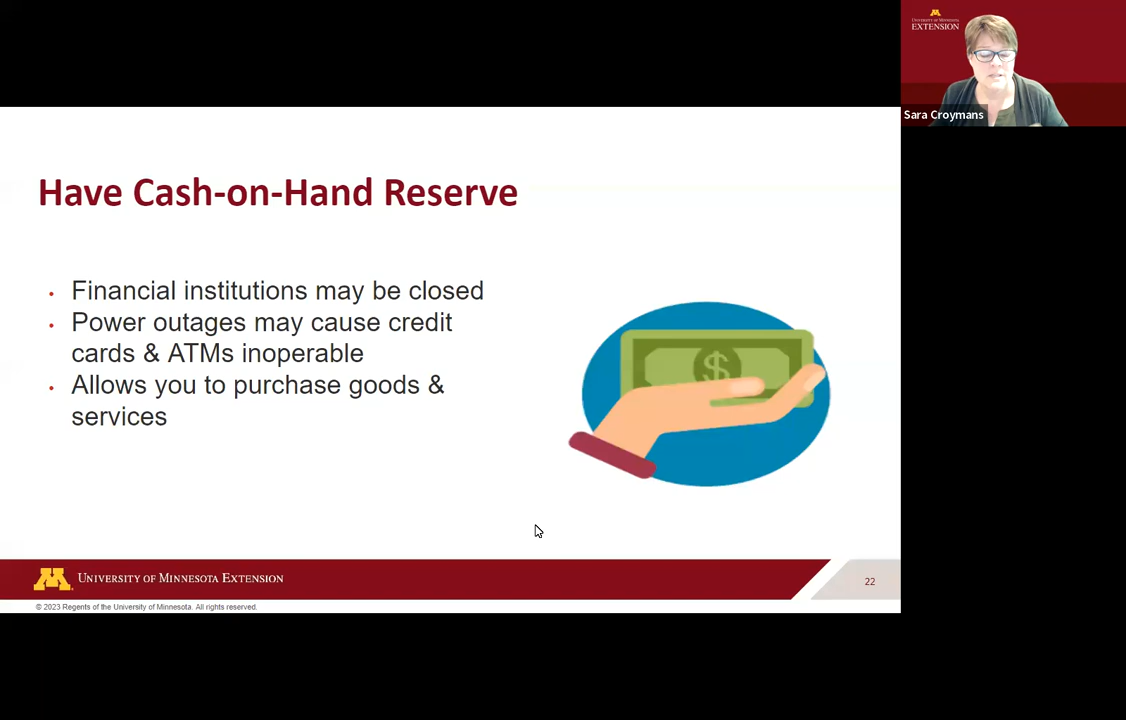 UNIVERSITY OF MINNESOTA
EXTENSION
Sara Croymans
Have Cash-on-Hand Reserve
• Financial institutions may be closed
• Power outages may cause credit
cards & ATMs inoperable
• Allows you to purchase goods &
services
$
M
UNIVERSITY OF MINNESOTA EXTENSION
22
© 2023 Regents of the University of Minnesota. All rights reserved.